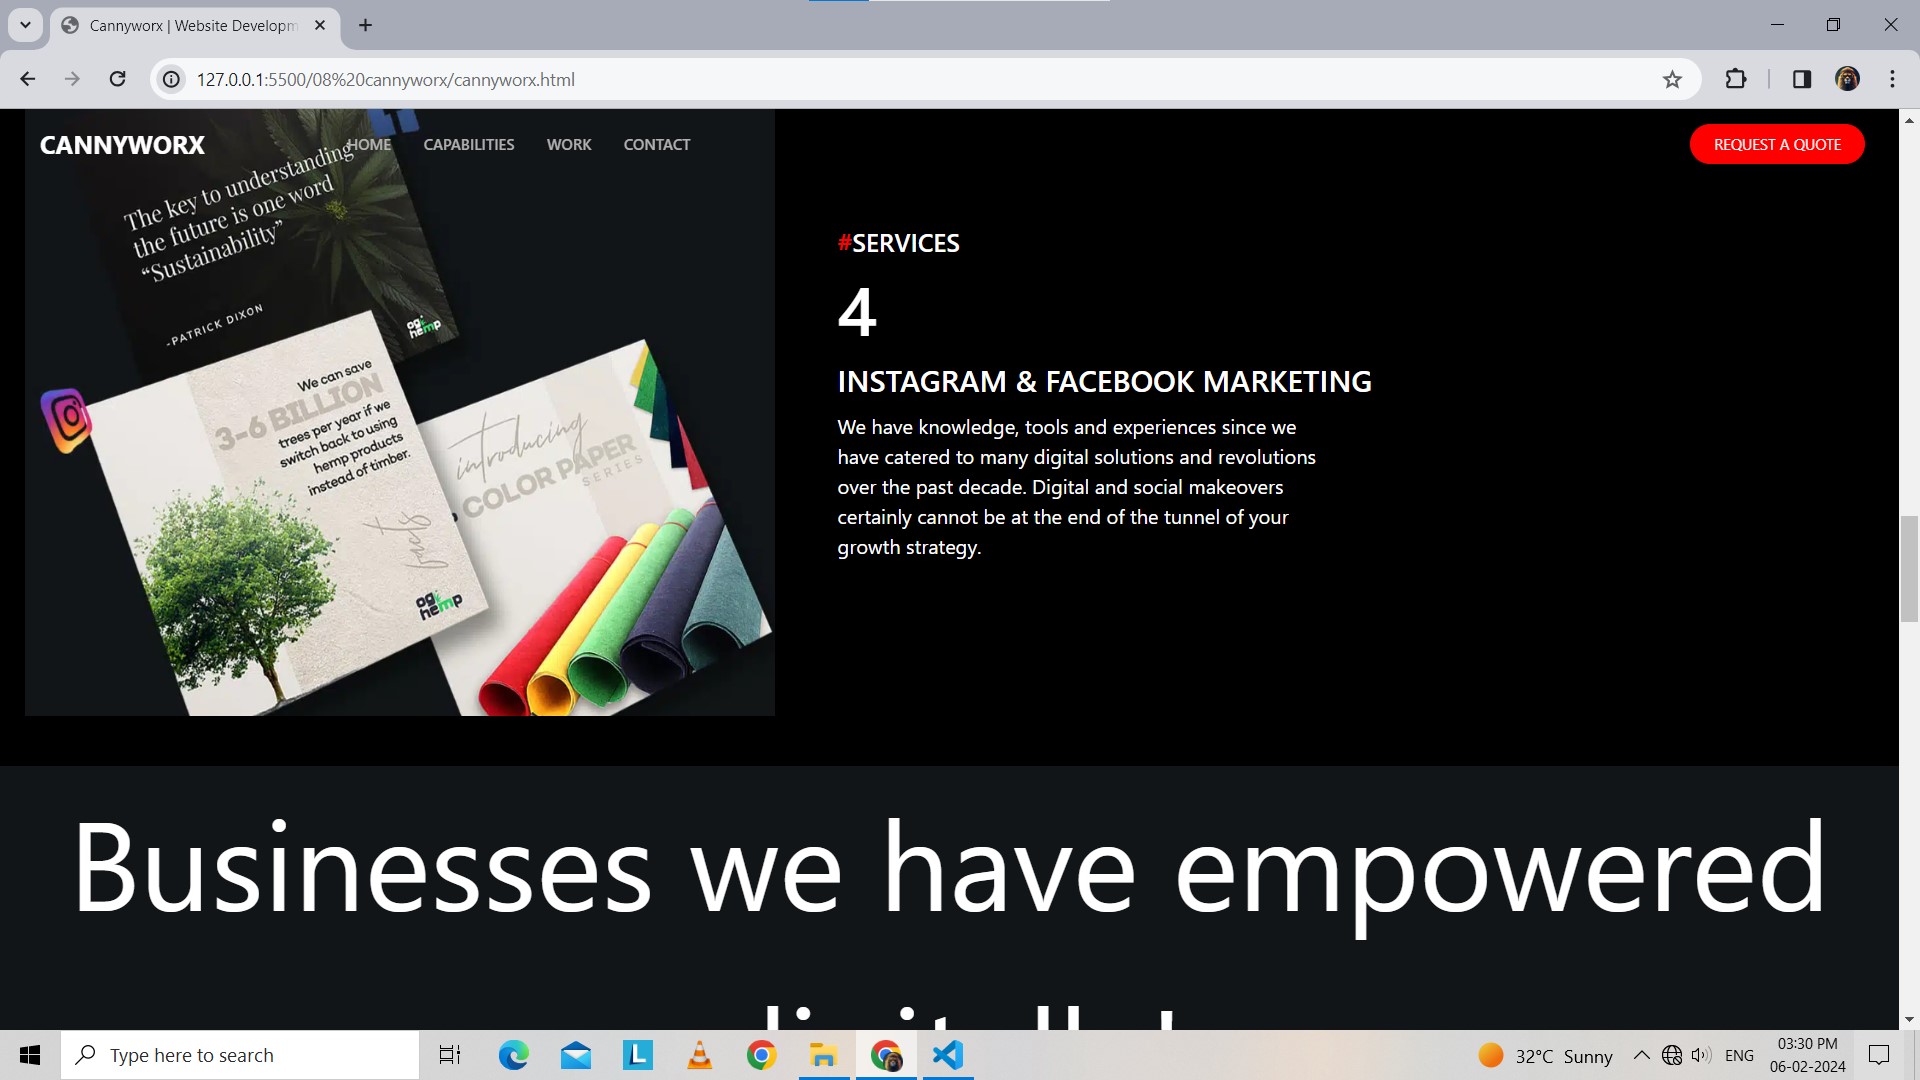 Cannyworx | Website Developm
127.0.0.1:5500/08%20cannyworx/cannyworx.html
CANNYWORX
HOME
CAPABILITIES
WORK
CONTACT
REQUEST A QUOTE
The key to understanding
the future is one word
“Sustainability”
-PATRICK DIXON
og
hemp
We can save
3-6 BILLION
trees per year if we
switch back to using
hemp products
instead of timber.
facts
og
hemp
introducing
COLOR PAPER
SERIES
#SERVICES
4
INSTAGRAM & FACEBOOK MARKETING
We have knowledge, tools and experiences since we
have catered to many digital solutions and revolutions
over the past decade. Digital and social makeovers
certainly cannot be at the end of the tunnel of your
growth strategy.
Businesses we have empowered
digitally!
Type here to search
L
32°C Sunny
ENG
03:30 PM
06-02-2024